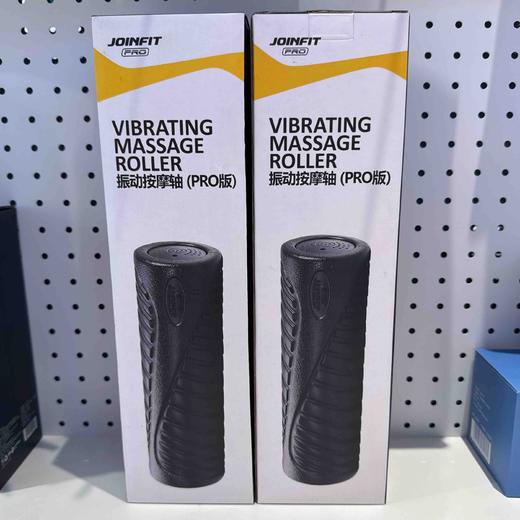 JOINFIT
PRO
VIBRATING
MASSAGE
ROLLER
振动按摩轴 (PRO版)
JOINFIT
PRO
VIBRATING
MASSAGE
ROLLER
振动按摩轴 (PRO版)